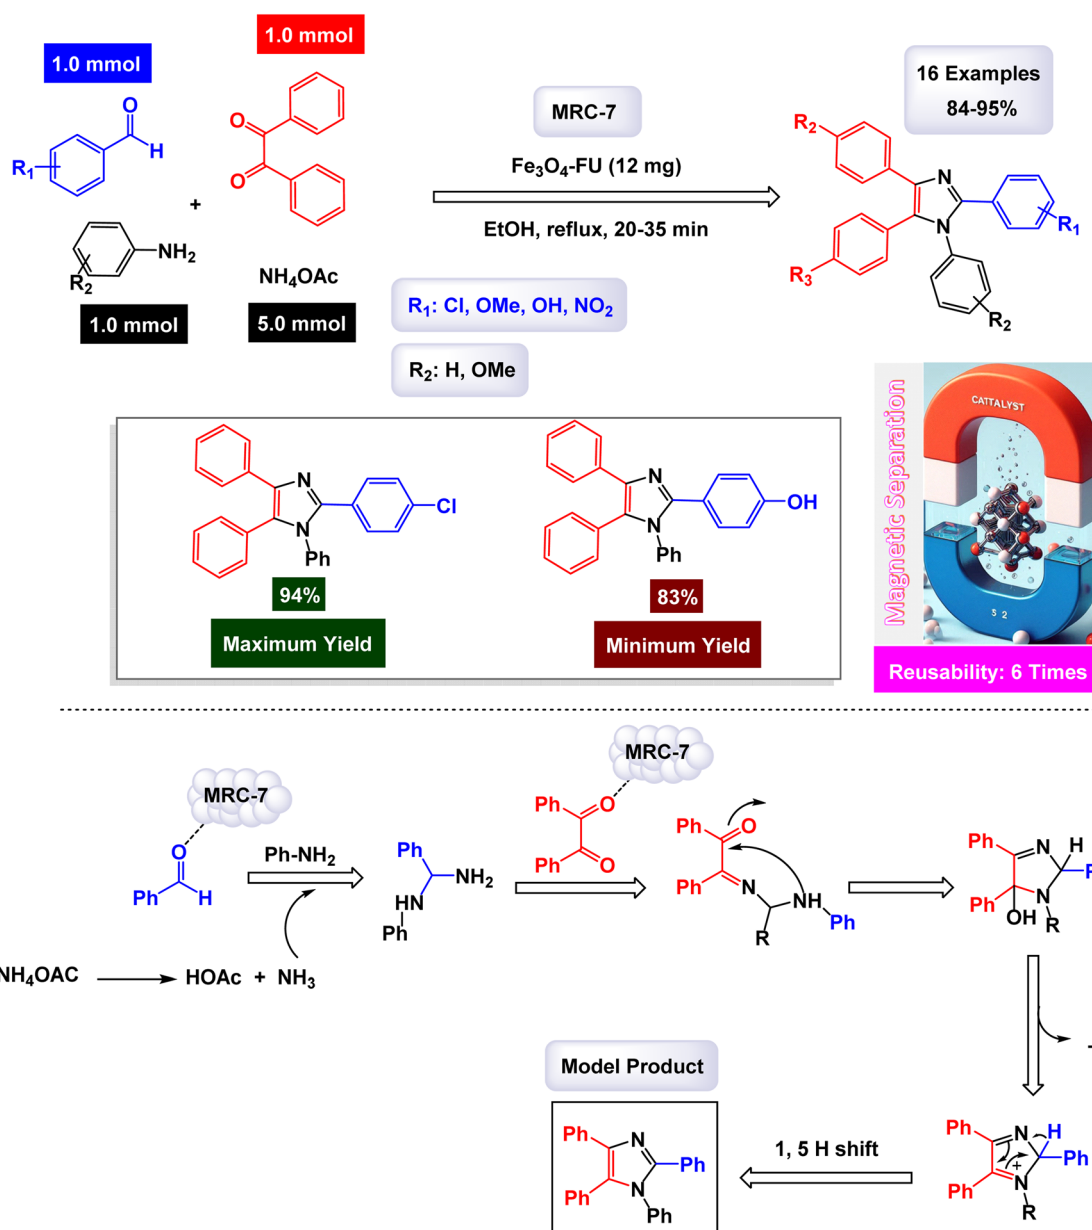 1.0 mmol
1.0 mmol
O
H
R1
O
O
+
NH2
R2
NH4OAc
1.0 mmol
5.0 mmol
MRC-7
Fe3O4-FU (12 mg)
EtOH, reflux, 20-35 min
R1: Cl, OMe, OH, NO2
R2: H, OMe
16 Examples
84-95%
R2
N
N
R1
R3
R2
N
N
Cl
Ph
94%
Maximum Yield
N
N
OH
Ph
83%
Minimum Yield
Magnetic Separation
CATTALYST
5 2
Reusability: 6 Times
MRC-7
O
Ph
H
Ph-NH2
NH4OAC
HOAc + NH3
Ph
NH2
HN
Ph
MRC-7
Ph
O
Ph
O
Ph
O
Ph
N
NH
R
Ph
Ph
N
H
Ph
N
OH
R
Ph
N
H
Ph
+
Ph
N
R
1, 5 H shift
Model Product
Ph
N
Ph
Ph
N
Ph